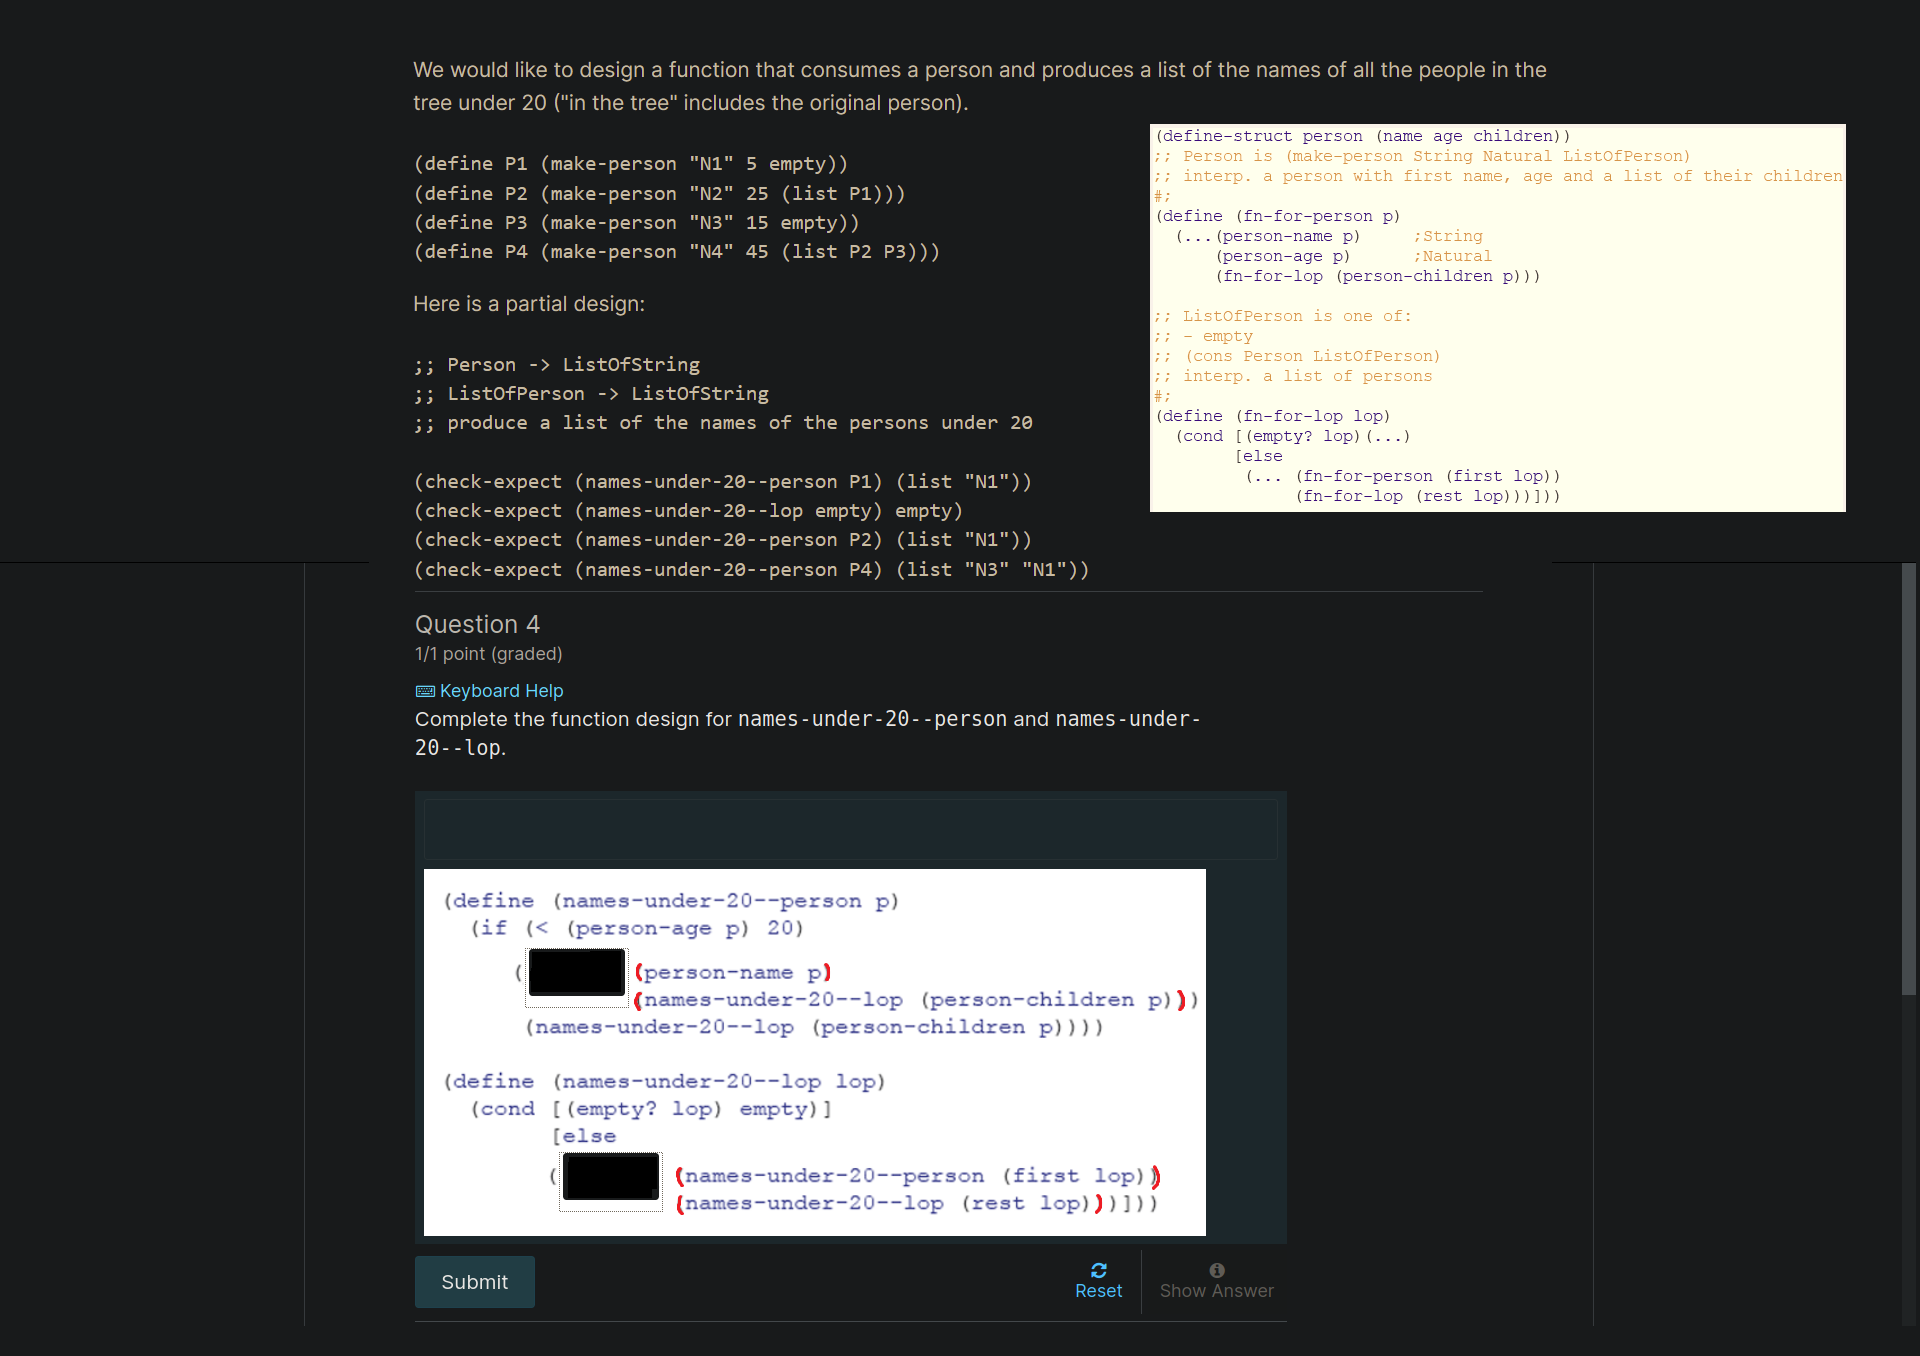 We would like to design a function that consumes a person and produces a list of the names of all the people in the
tree under 20 ("in the tree" includes the original person).
(define P1 (make-person "N1" 5 empty))
(define P2 (make-person "N2" 25 (list P1)))
(define P3 (make-person "N3" 15 empty))
(define P4 (make-person "N4" 45 (list P2 P3)))
Here is a partial design:
;; Person -> ListOfString
;; ListOfPerson -> ListOfString
;; produce a list of the names of the persons under 20
(check-expect (names-under-20--person P1) (list "N1"))
(check-expect (names-under-20--lop empty) empty)
(check-expect (names-under-20--person P2) (list "N1"))
(check-expect (names-under-20--person P4) (list "N3" "N1"))
(define-struct person (name age children))
;; Person is (make-person String Natural ListOfPerson)
;; interp. a person with first name, age and a list of their children
#;
(define (fn-for-person p)
(...(person-name p) ;String
(person-age p) ;Natural
(fn-for-lop (person-children p)))
;; ListOfPerson is one of:
;; - empty
;; (cons Person ListOfPerson)
;; interp. a list of persons
#;
(define (fn-for-lop lop)
(cond [(empty? lop)(...)
[else
(... (fn-for-person (first lop))
(fn-for-lop (rest lop)))]))
Question 4
1/1 point (graded)
Keyboard Help
Complete the function design for names-under-20--person and names-under-
20--lop.
(define (names-under-20--person p)
(if (< (person-age p) 20)
( (person-name p)
(names-under-20--lop (person-children p)))
(names-under-20--lop (person-children p))))
(define (names-under-20--lop lop)
(cond [(empty? lop) empty)]
[else
( (names-under-20--person (first lop))
(names-under-20--lop (rest lop)))]))
Submit
Reset
Show Answer